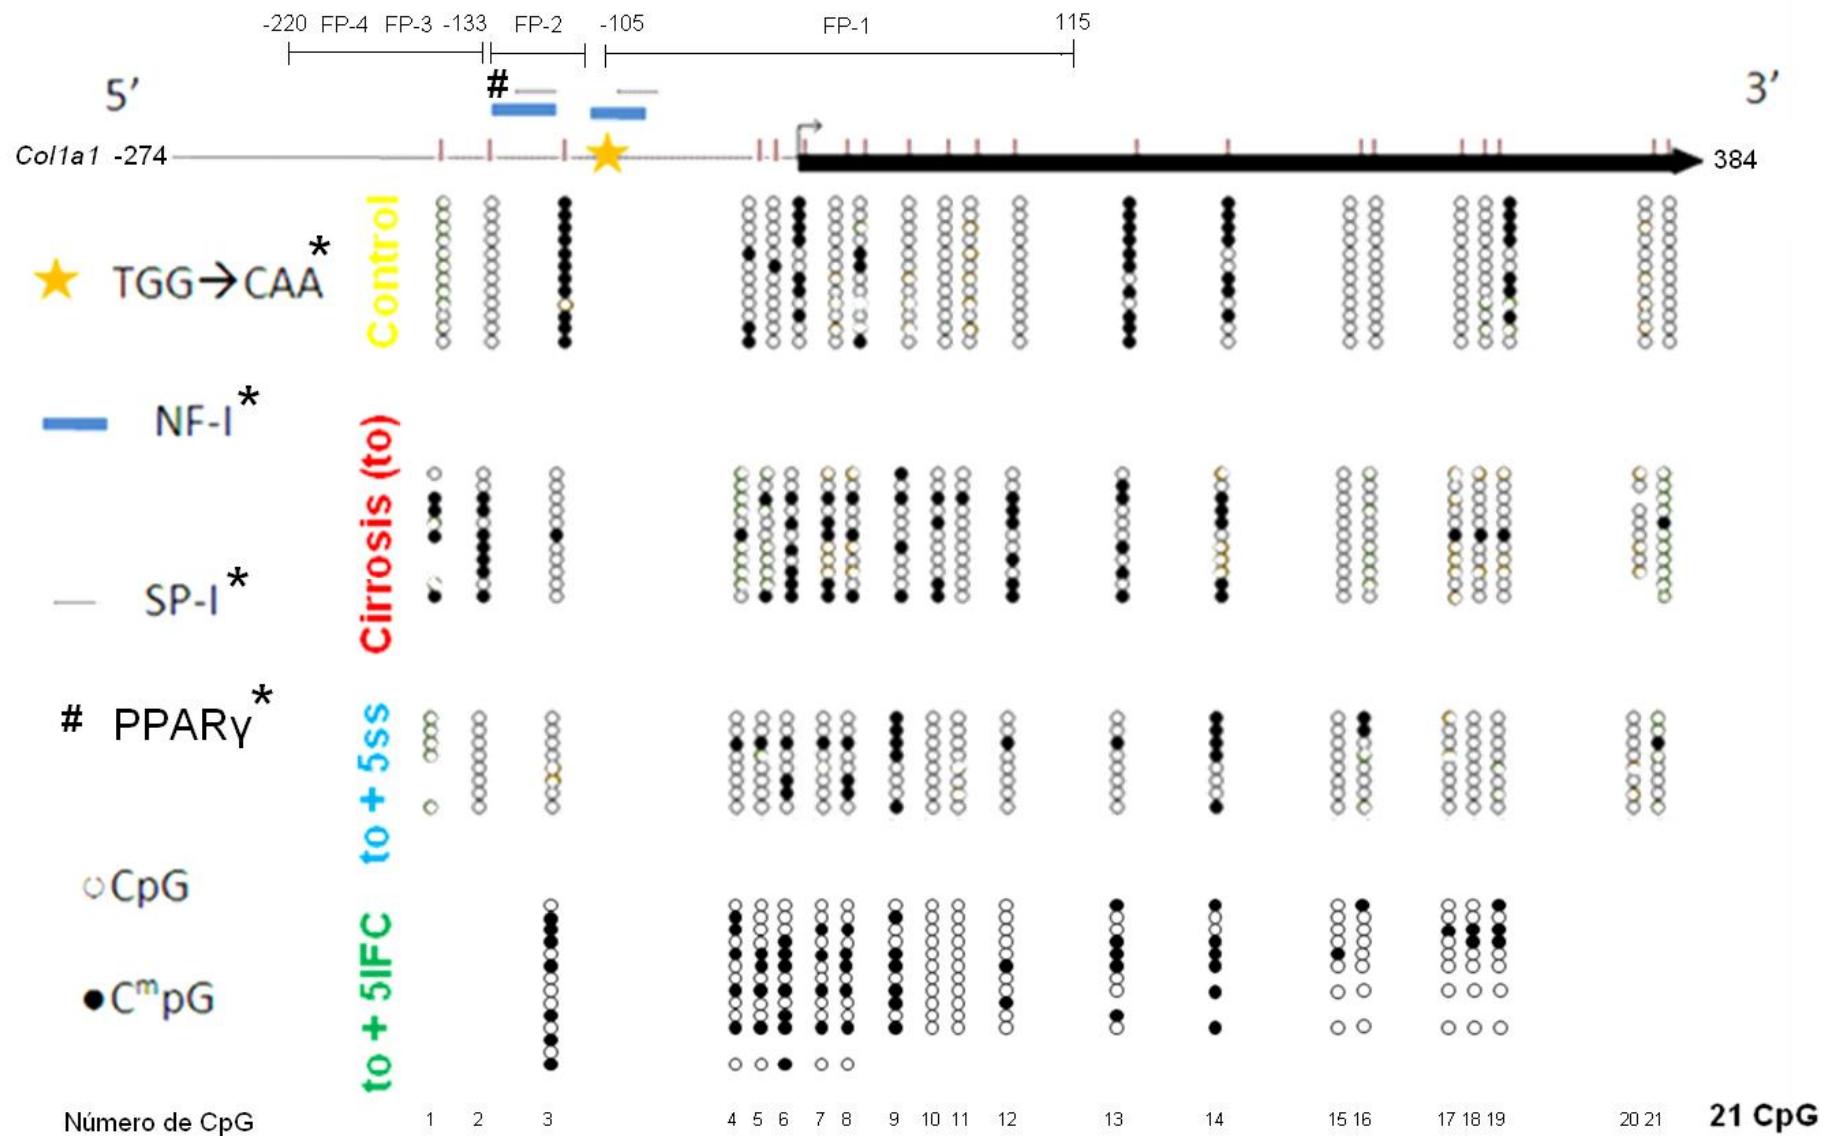 -220 FP-4 FP-3 -133 FP-2 -105 FP-1 115
#
5’ 3’
Col1a1 -274 384
TGG→CAA*
Control
NF-I*
Cirrosis (to)
SP-I*
# PPARγ*
to + 5ss
CpG
CᵐpG
to + 5IFC
Número de CpG 1 2 3 4 5 6 7 8 9 10 11 12 13 14 15 16 17 18 19 20 21 21 CpG